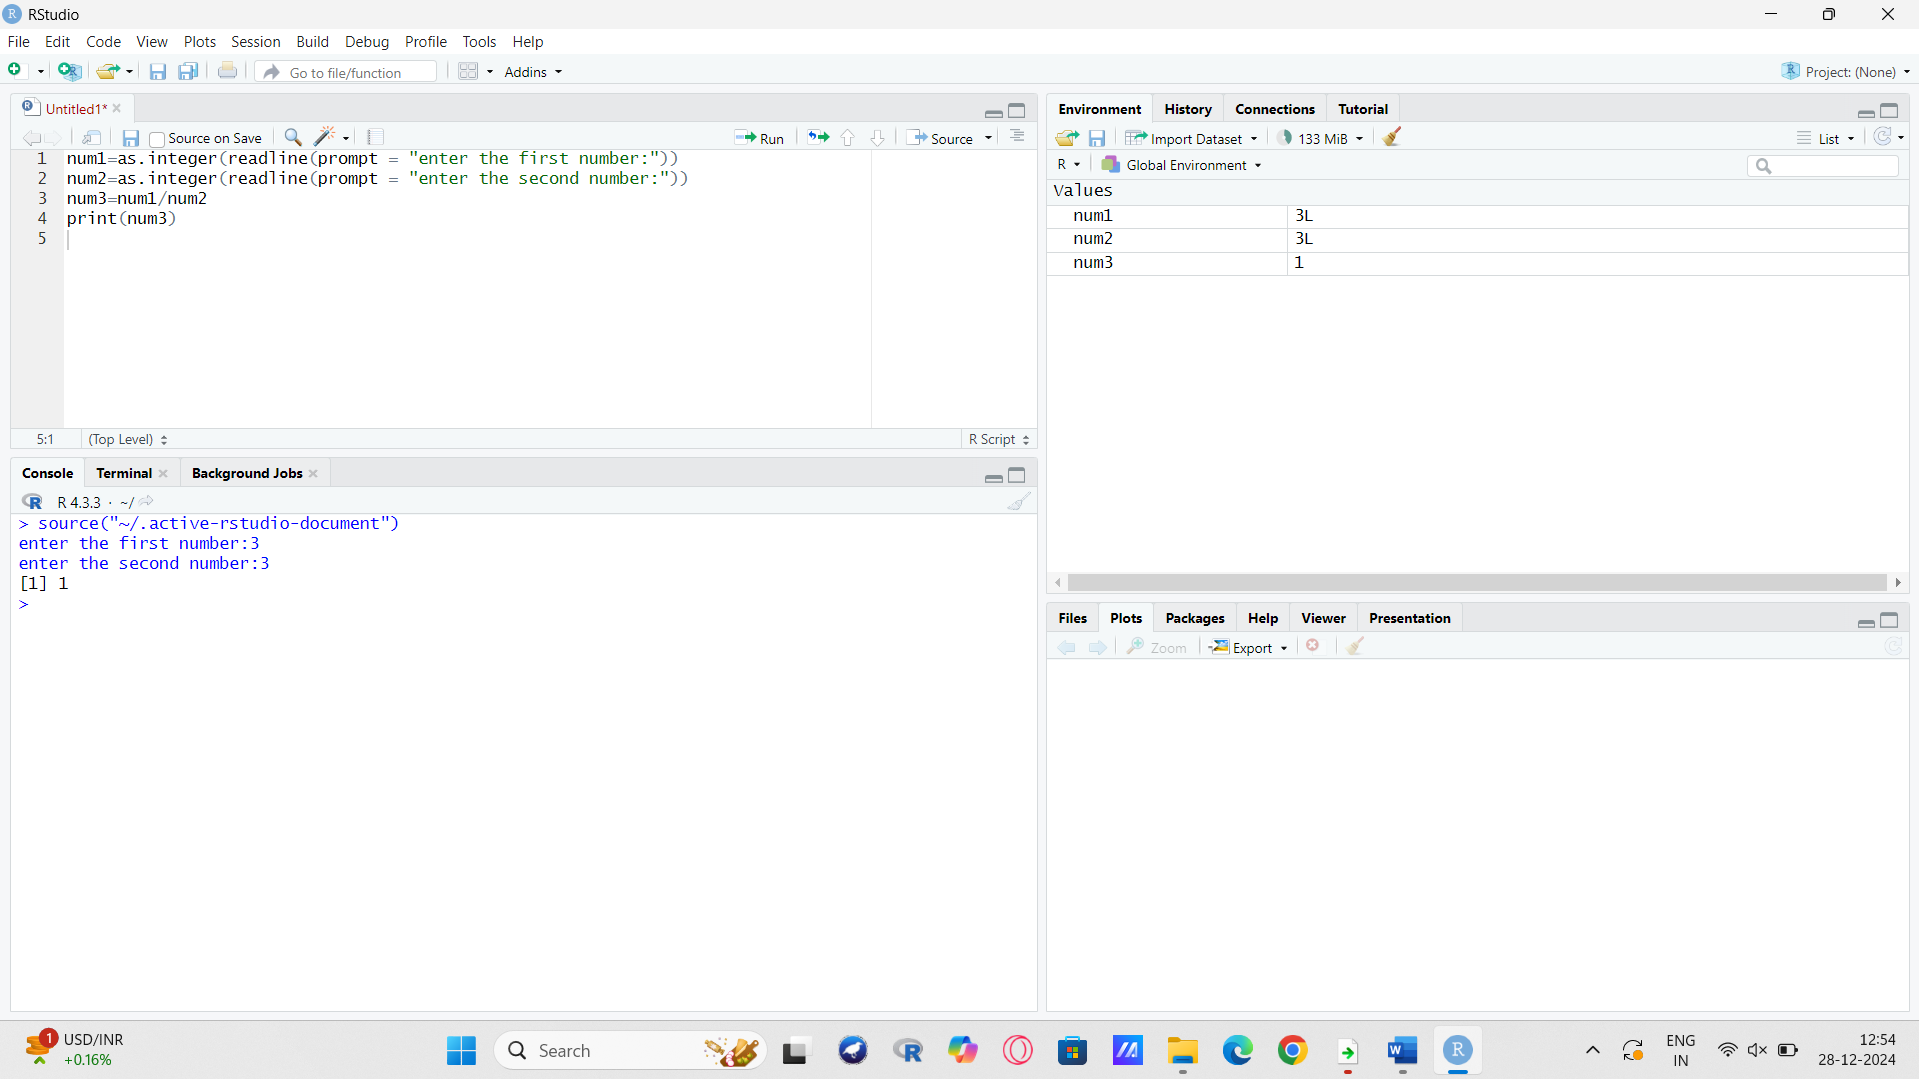 RStudio
File Edit Code View Plots Session Build Debug Profile Tools Help
Go to file/function Addins Project: (None)
Untitled1*
Source on Save Run Source
1 num1=as.integer(readline(prompt = "enter the first number:"))
2 num2=as.integer(readline(prompt = "enter the second number:"))
3 num3=num1/num2
4 print(num3)
5
5:1 (Top Level) R Script
Console Terminal Background Jobs
R 4.3.3 · ~/
> source("~/.active-rstudio-document")
enter the first number:3
enter the second number:3
[1] 1
>
Environment History Connections Tutorial
Import Dataset 133 MiB List
R Global Environment
Values
num1 3L
num2 3L
num3 1
Files Plots Packages Help Viewer Presentation
Zoom Export
1 USD/INR
+0.16%
Search
ENG
IN
12:54
28-12-2024